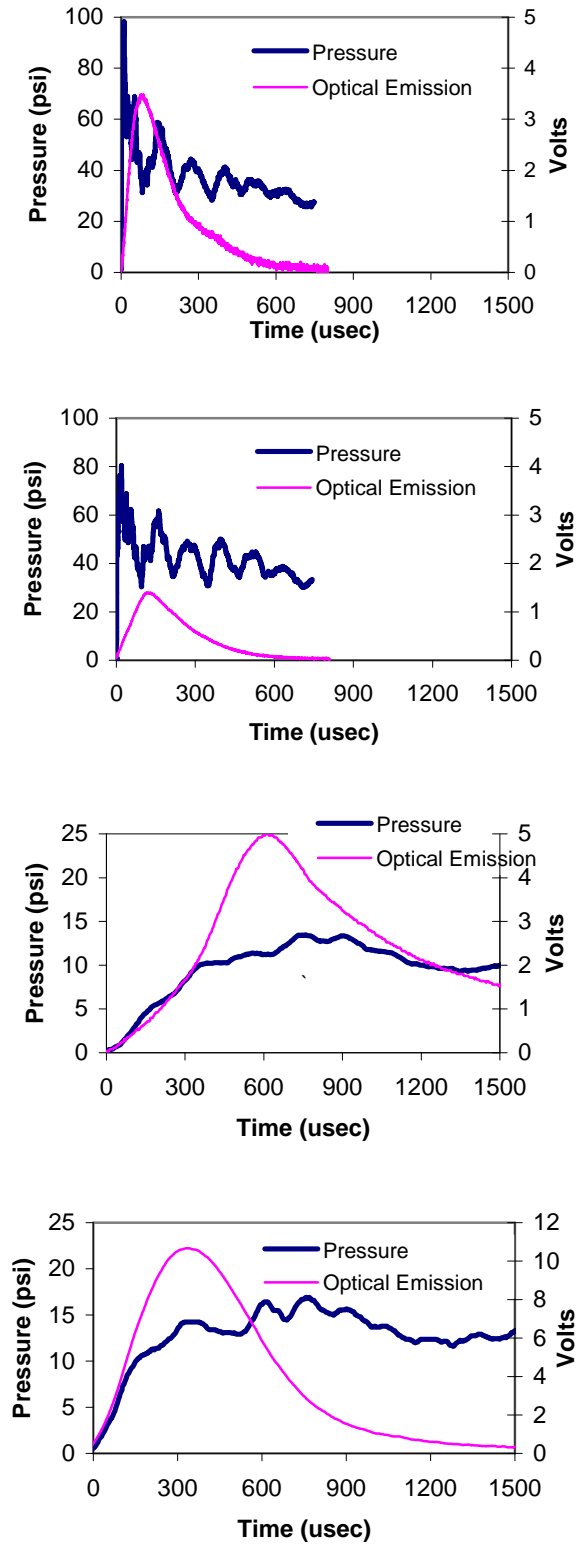 100
80
60
40
20
0
Pressure (psi)
5
4
3
2
1
0
Volts
Pressure
Optical Emission
0 300 600 900 1200 1500
Time (usec)
100
80
60
40
20
0
Pressure (psi)
5
4
3
2
1
0
Volts
Pressure
Optical Emission
0 300 600 900 1200 1500
Time (usec)
25
20
15
10
5
0
Pressure (psi)
5
4
3
2
1
0
Volts
Pressure
Optical Emission
`
0 300 600 900 1200 1500
Time (usec)
25
20
15
10
5
0
Pressure (psi)
12
10
8
6
4
2
0
Volts
Pressure
Optical Emission
0 300 600 900 1200 1500
Time (usec)